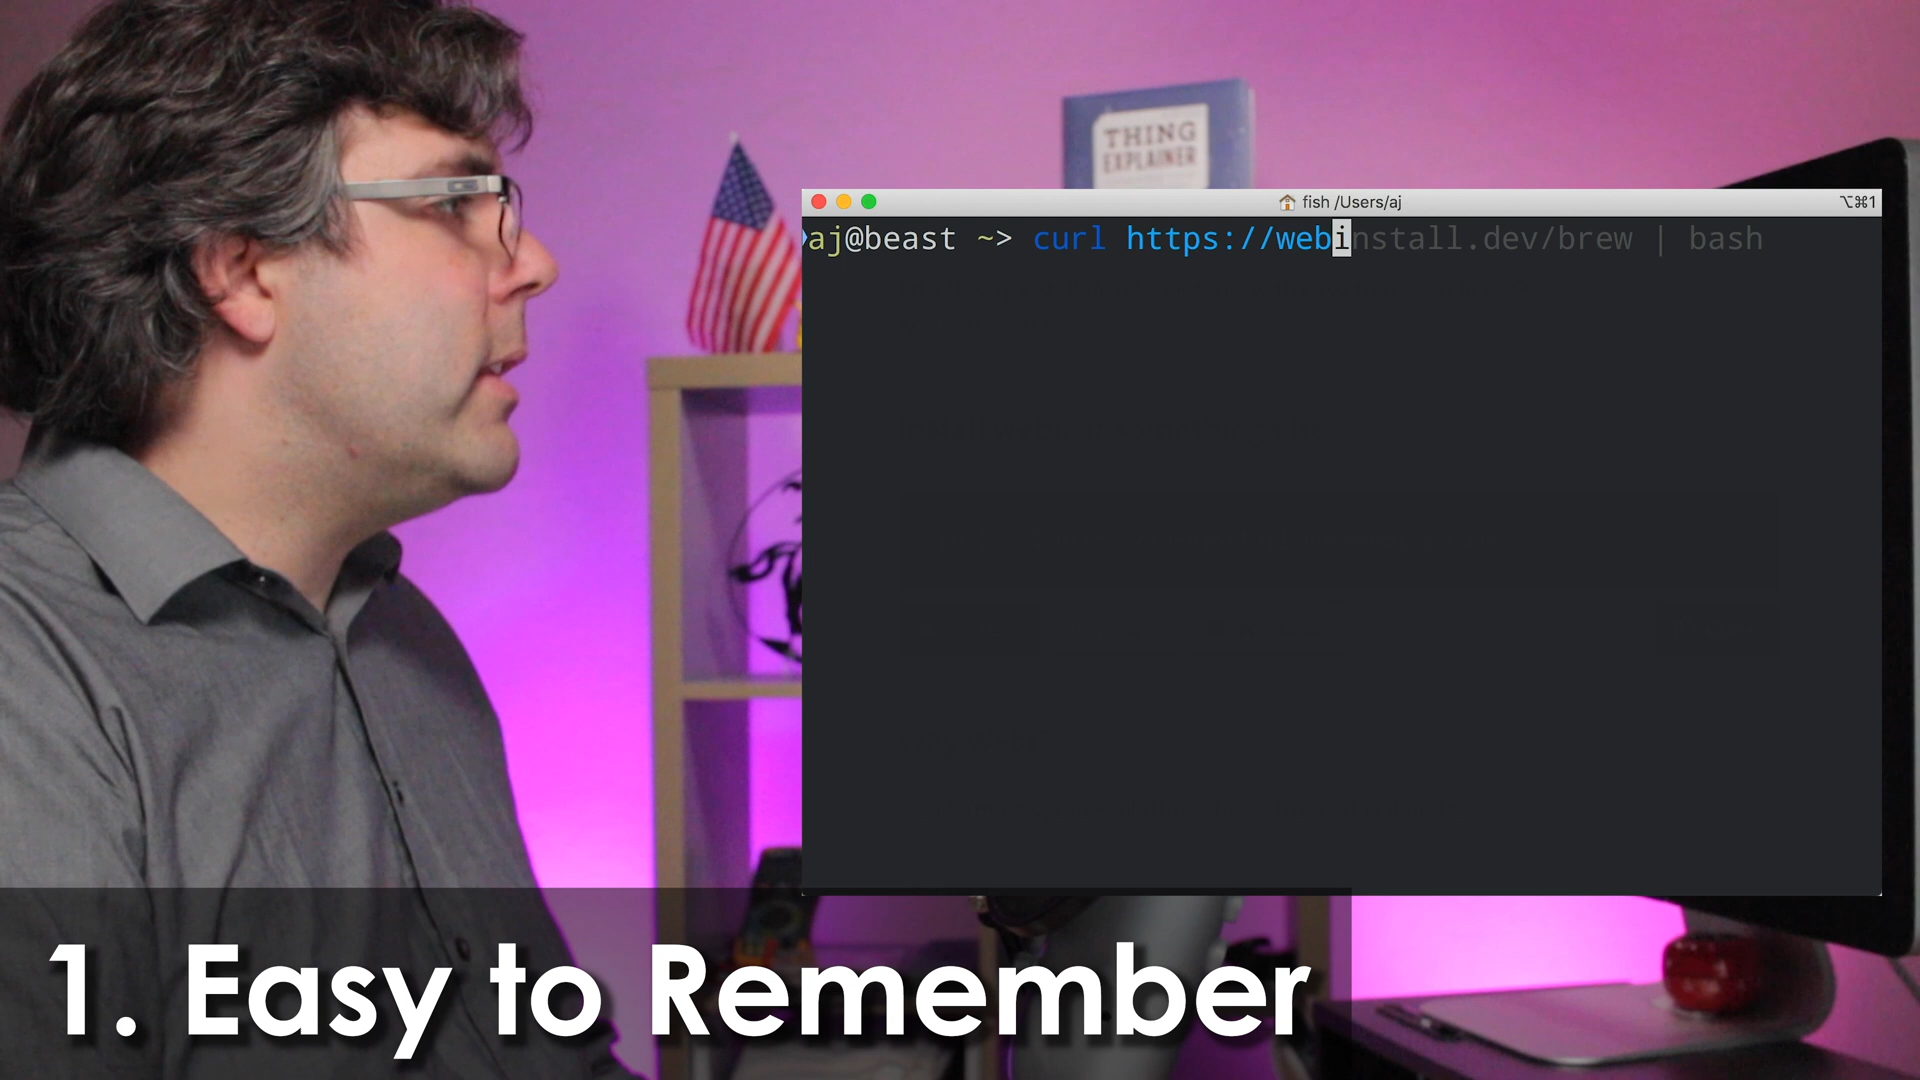 THING
EXPLAINER
fish /Users/aj
⌥⌘1
aj@beast ~> curl https://webinstall.dev/brew | bash
1. Easy to Remember